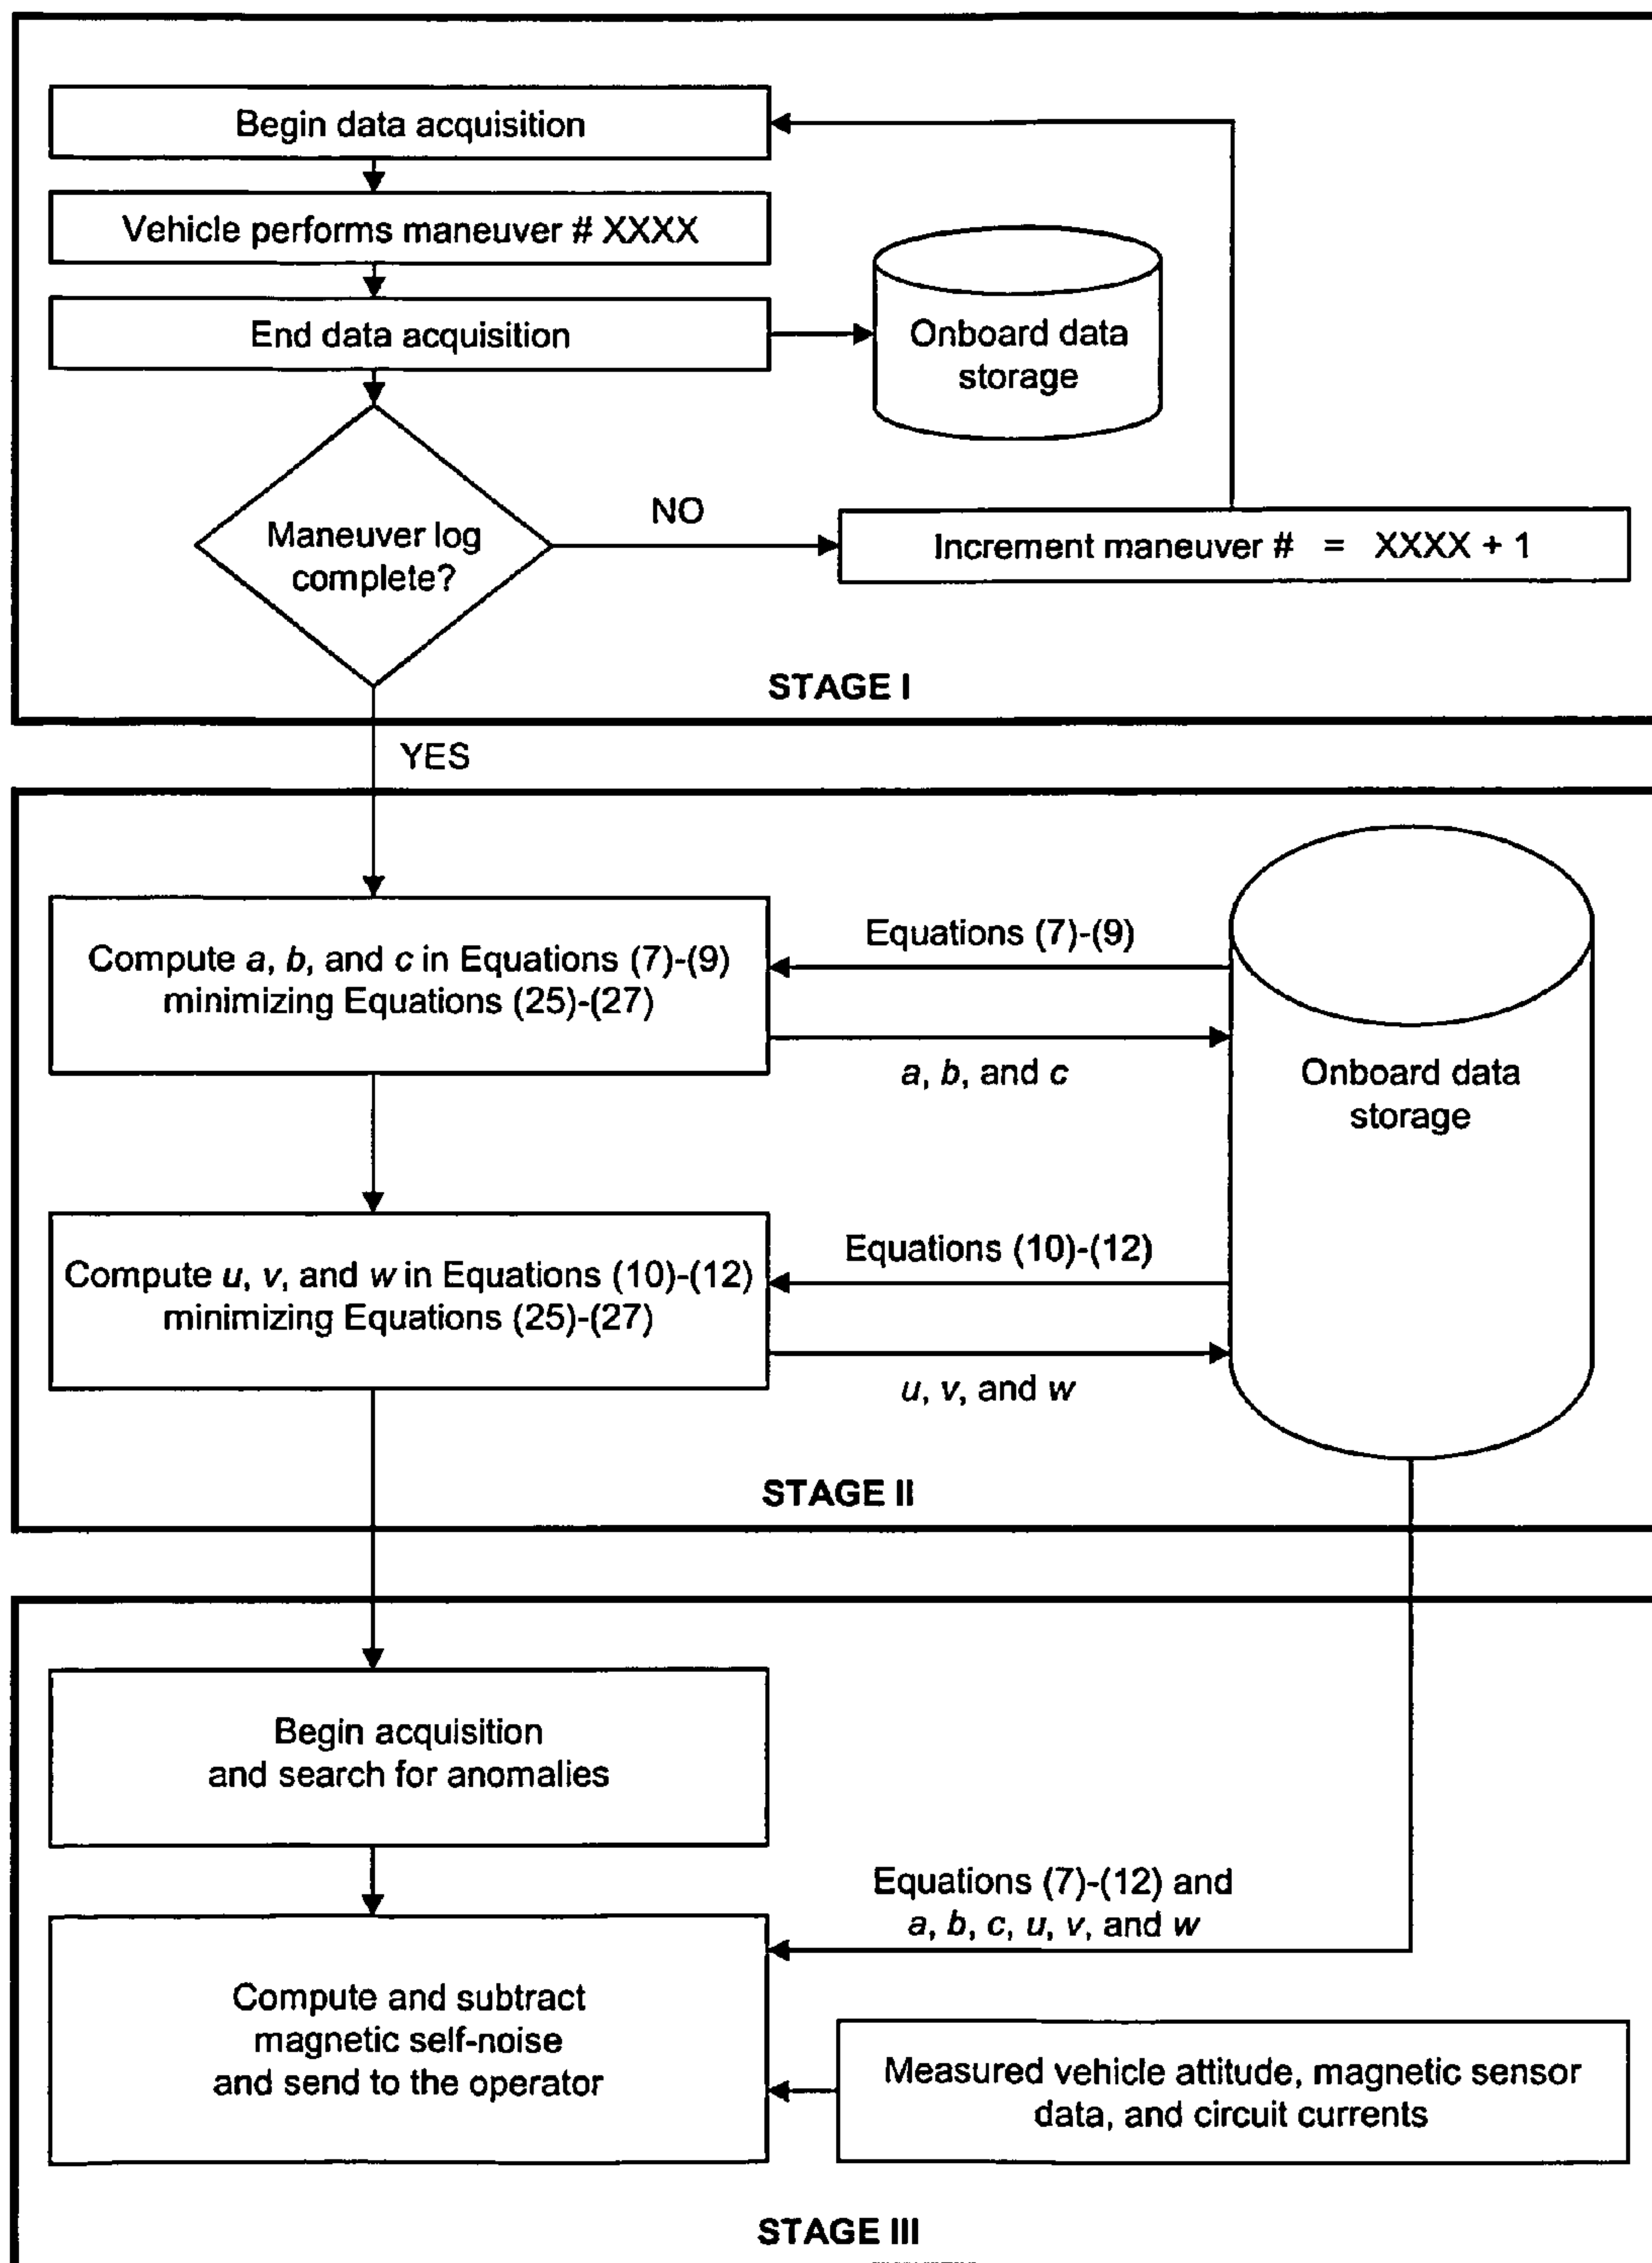 Begin data acquisition
Vehicle performs maneuver # XXXX
End data acquisition
Onboard data
storage
Maneuver log
complete?
NO
Increment maneuver # = XXXX + 1
STAGE I
YES
Compute a, b, and c in Equations (7)-(9)
minimizing Equations (25)-(27)
Equations (7)-(9)
a, b, and c
Onboard data
storage
Compute u, v, and w in Equations (10)-(12)
minimizing Equations (25)-(27)
Equations (10)-(12)
u, v, and w
STAGE II
Begin acquisition
and search for anomalies
Equations (7)-(12) and
a, b, c, u, v, and w
Compute and subtract
magnetic self-noise
and send to the operator
Measured vehicle attitude, magnetic sensor
data, and circuit currents
STAGE III